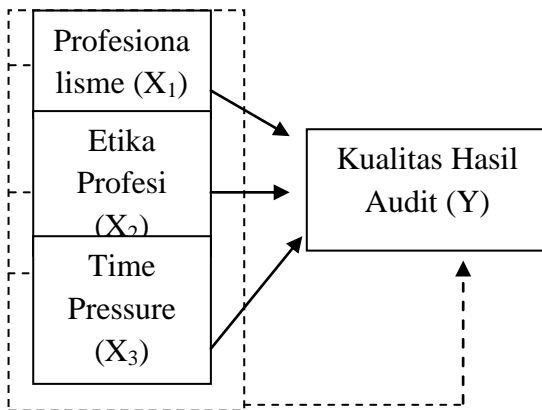 Profesiona
lisme (X₁)
Etika
Profesi
(X₂)
Time
Pressure
(X₃)
Kualitas Hasil
Audit (Y)